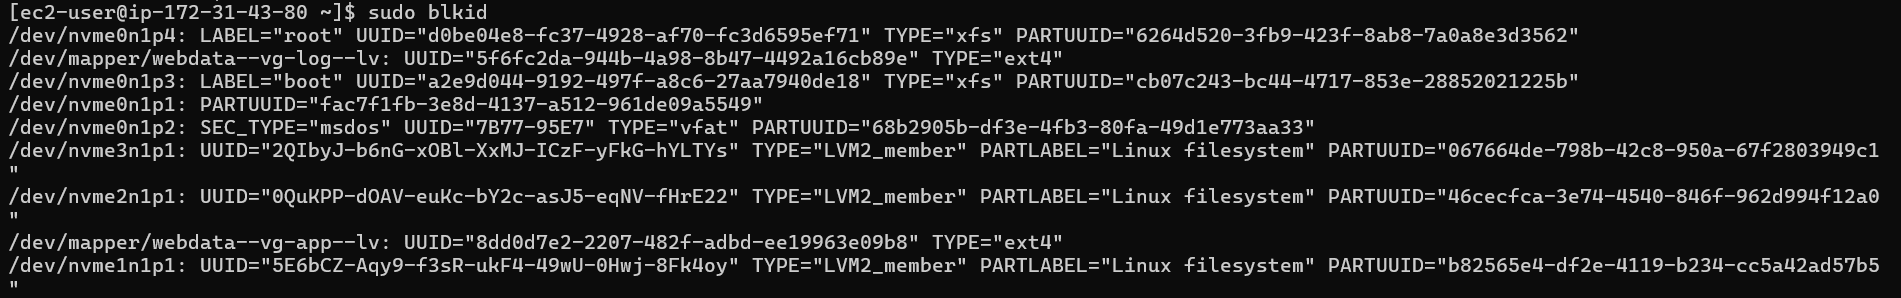 [ec2-user@ip-172-31-43-80 ~]$ sudo blkid
/dev/nvme0n1p4: LABEL="root" UUID="d0be04e8-fc37-4928-af70-fc3d6595ef71" TYPE="xfs" PARTUUID="6264d520-3fb9-423f-8ab8-7a0a8e3d3562"
/dev/mapper/webdata--vg-log--lv: UUID="5f6fc2da-944b-4a98-8b47-4492a16cb89e" TYPE="ext4"
/dev/nvme0n1p3: LABEL="boot" UUID="a2e9d044-9192-497f-a8c6-27aa7940de18" TYPE="xfs" PARTUUID="cb07c243-bc44-4717-853e-28852021225b"
/dev/nvme0n1p1: PARTUUID="fac7f1fb-3e8d-4137-a512-961de09a5549"
/dev/nvme0n1p2: SEC_TYPE="msdos" UUID="7B77-95E7" TYPE="vfat" PARTUUID="68b2905b-df3e-4fb3-80fa-49d1e773aa33"
/dev/nvme3n1p1: UUID="2QIbyJ-b6nG-xOBl-XxMJ-ICzF-yFkG-hYLTYs" TYPE="LVM2_member" PARTLABEL="Linux filesystem" PARTUUID="067664de-798b-42c8-950a-67f2803949c1
"
/dev/nvme2n1p1: UUID="0QuKPP-dOAV-euKc-bY2c-asJ5-eqNV-fHrE22" TYPE="LVM2_member" PARTLABEL="Linux filesystem" PARTUUID="46cecfca-3e74-4540-846f-962d994f12a0
"
/dev/mapper/webdata--vg-app--lv: UUID="8dd0d7e2-2207-482f-adbd-ee19963e09b8" TYPE="ext4"
/dev/nvme1n1p1: UUID="5E6bCZ-Aqy9-f3sR-ukF4-49wU-0Hwj-8Fk4oy" TYPE="LVM2_member" PARTLABEL="Linux filesystem" PARTUUID="b82565e4-df2e-4119-b234-cc5a42ad57b5
"